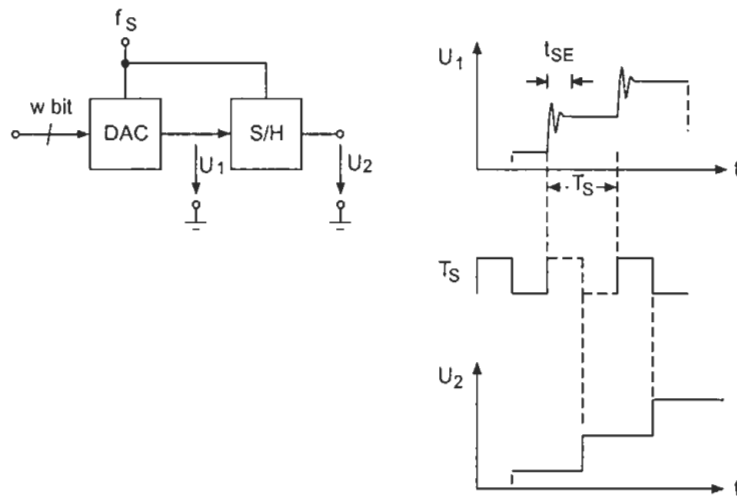 f_S
w bit
DAC
S/H
U_1
U_2
U_1
t_SE
t
T_S
T_S
U_2
t